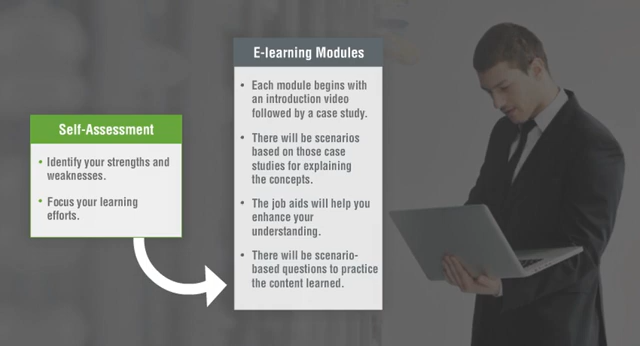 Self-Assessment
• Identify your strengths and
weaknesses.
• Focus your learning
efforts.
E-learning Modules
• Each module begins with
an introduction video
followed by a case study.
• There will be scenarios
based on those case
studies for explaining
the concepts.
• The job aids will help you
enhance your
understanding.
• There will be scenario-
based questions to practice
the content learned.